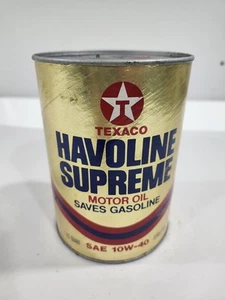 T
TEXACO
HAVOLINE
SUPREME
MOTOR OIL
SAVES GASOLINE
SAE 10W-40